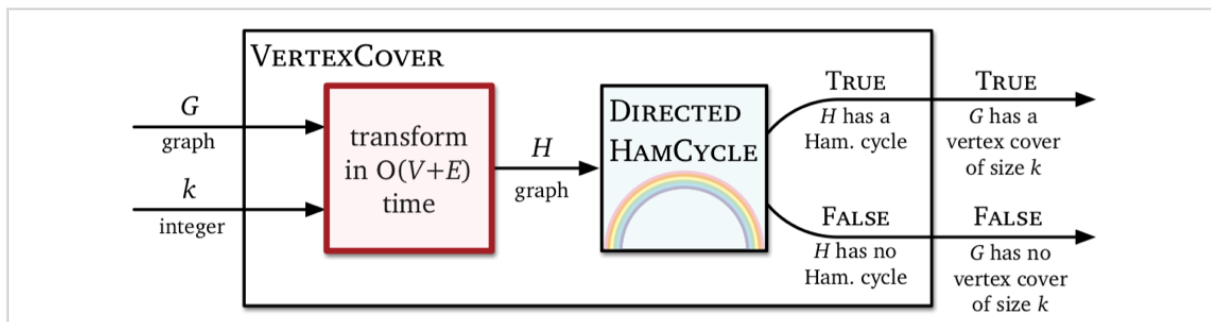 VERTEXCOVER
G
graph
k
integer
transform
in O(V+E)
time
H
graph
DIRECTED
HAMCYCLE
TRUE
H has a
Ham. cycle
TRUE
G has a
vertex cover
of size k
FALSE
H has no
Ham. cycle
FALSE
G has no
vertex cover
of size k